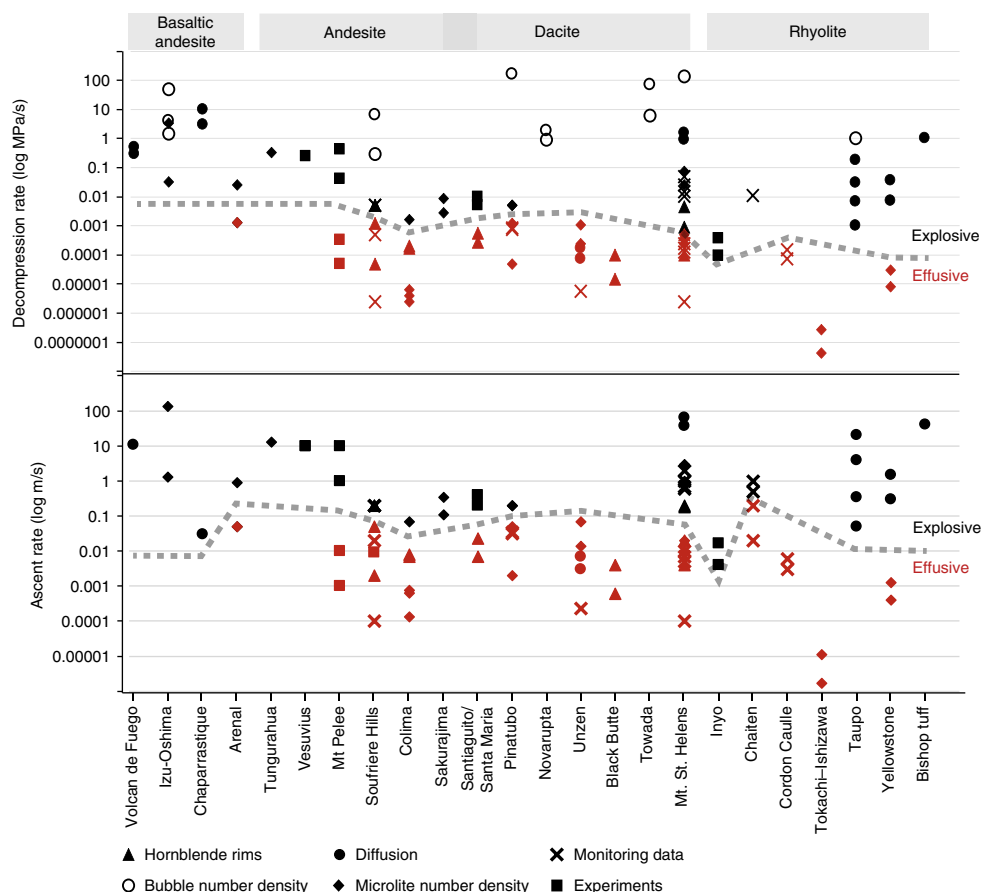 Basaltic
andesite
Andesite
Dacite
Rhyolite
Decompression rate (log MPa/s)
100
10
1
0.1
0.01
0.001
0.0001
0.00001
0.000001
0.0000001
Explosive
Effusive
Ascent rate (log m/s)
100
10
1
0.1
0.01
0.001
0.0001
0.00001
Explosive
Effusive
Volcan de Fuego
Izu-Oshima
Chaparrastique
Arenal
Tungurahua
Vesuvius
Mt Pelee
Soufriere Hills
Colima
Sakurajima
Santiaguito/
Santa Maria
Pinatubo
Novarupta
Unzen
Black Butte
Towada
Mt. St. Helens
Inyo
Chaiten
Cordon Caulle
Tokachi–Ishizawa
Taupo
Yellowstone
Bishop tuff
Hornblende rims
Diffusion
Monitoring data
Bubble number density
Microlite number density
Experiments